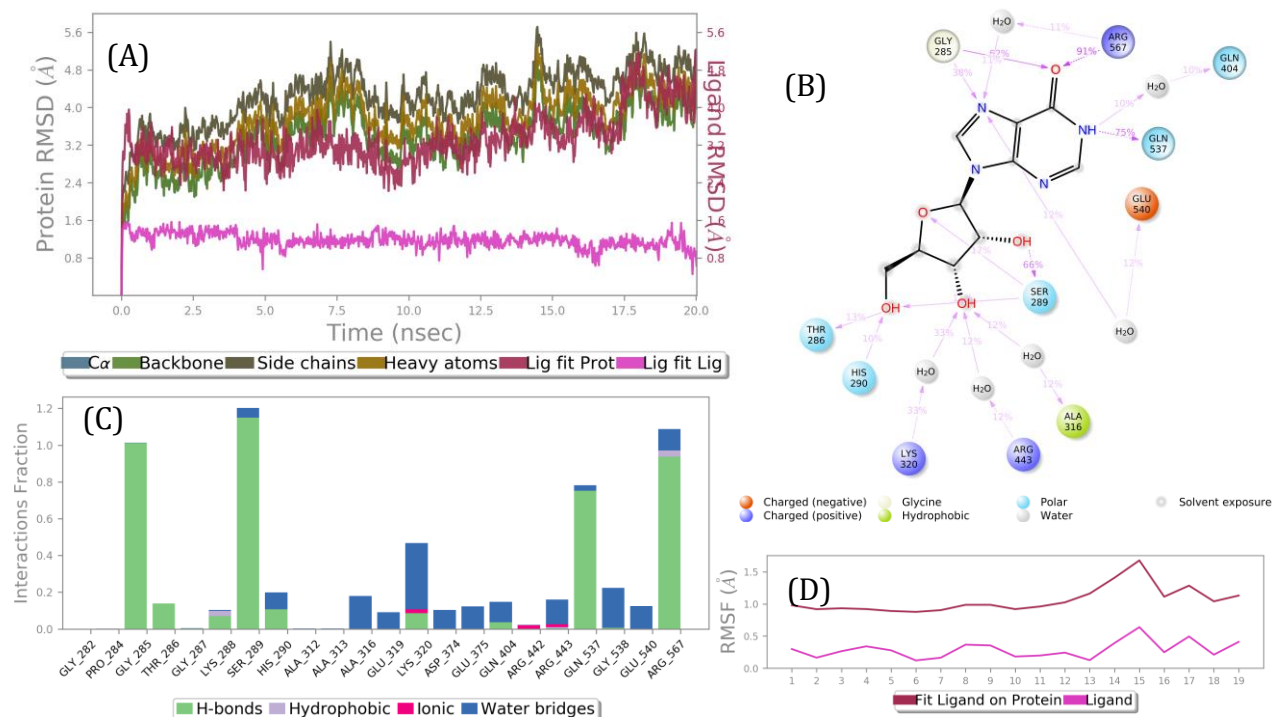 (A)
Protein RMSD (Å)
5.6
4.8
4.0
3.2
2.4
1.6
0.8
Ligand RMSD (Å)
5.6
4.8
4.0
3.2
2.4
1.6
0.8
0.0 2.5 5.0 7.5 10.0 12.5 15.0 17.5 20.0
Time (nsec)
Cα Backbone Side chains Heavy atoms Lig fit Prot Lig fit Lig
(B)
H₂O
11%
ARG
567
GLY
285
52%
11%
91%
38%
O
GLN
404
H₂O
10%
10%
N
NH
75%
GLN
537
N
N
GLU
540
12%
O
OH
17%
66%
12%
SER
289
OH
OH
H₂O
THR
286
13%
10%
33%
12%
12%
HIS
290
H₂O
H₂O
H₂O
12%
33%
12%
ALA
316
LYS
320
ARG
443
Charged (negative) Glycine Polar Solvent exposure
Charged (positive) Hydrophobic Water
(C)
Interactions Fraction
1.2
1.0
0.8
0.6
0.4
0.2
0.0
GLY_282 PRO_284 GLY_285 THR_286 GLY_287 LYS_288 SER_289 HIS_290 ALA_312 ALA_313 ALA_316 GLU_319 LYS_320 ASP_374 GLU_375 GLN_404 ARG_442 ARG_443 GLN_537 GLY_538 GLU_540 ARG_567
H-bonds Hydrophobic Ionic Water bridges
(D)
RMSF (Å)
1.5
1.0
0.5
0.0
1 2 3 4 5 6 7 8 9 10 11 12 13 14 15 16 17 18 19
Fit Ligand on Protein Ligand